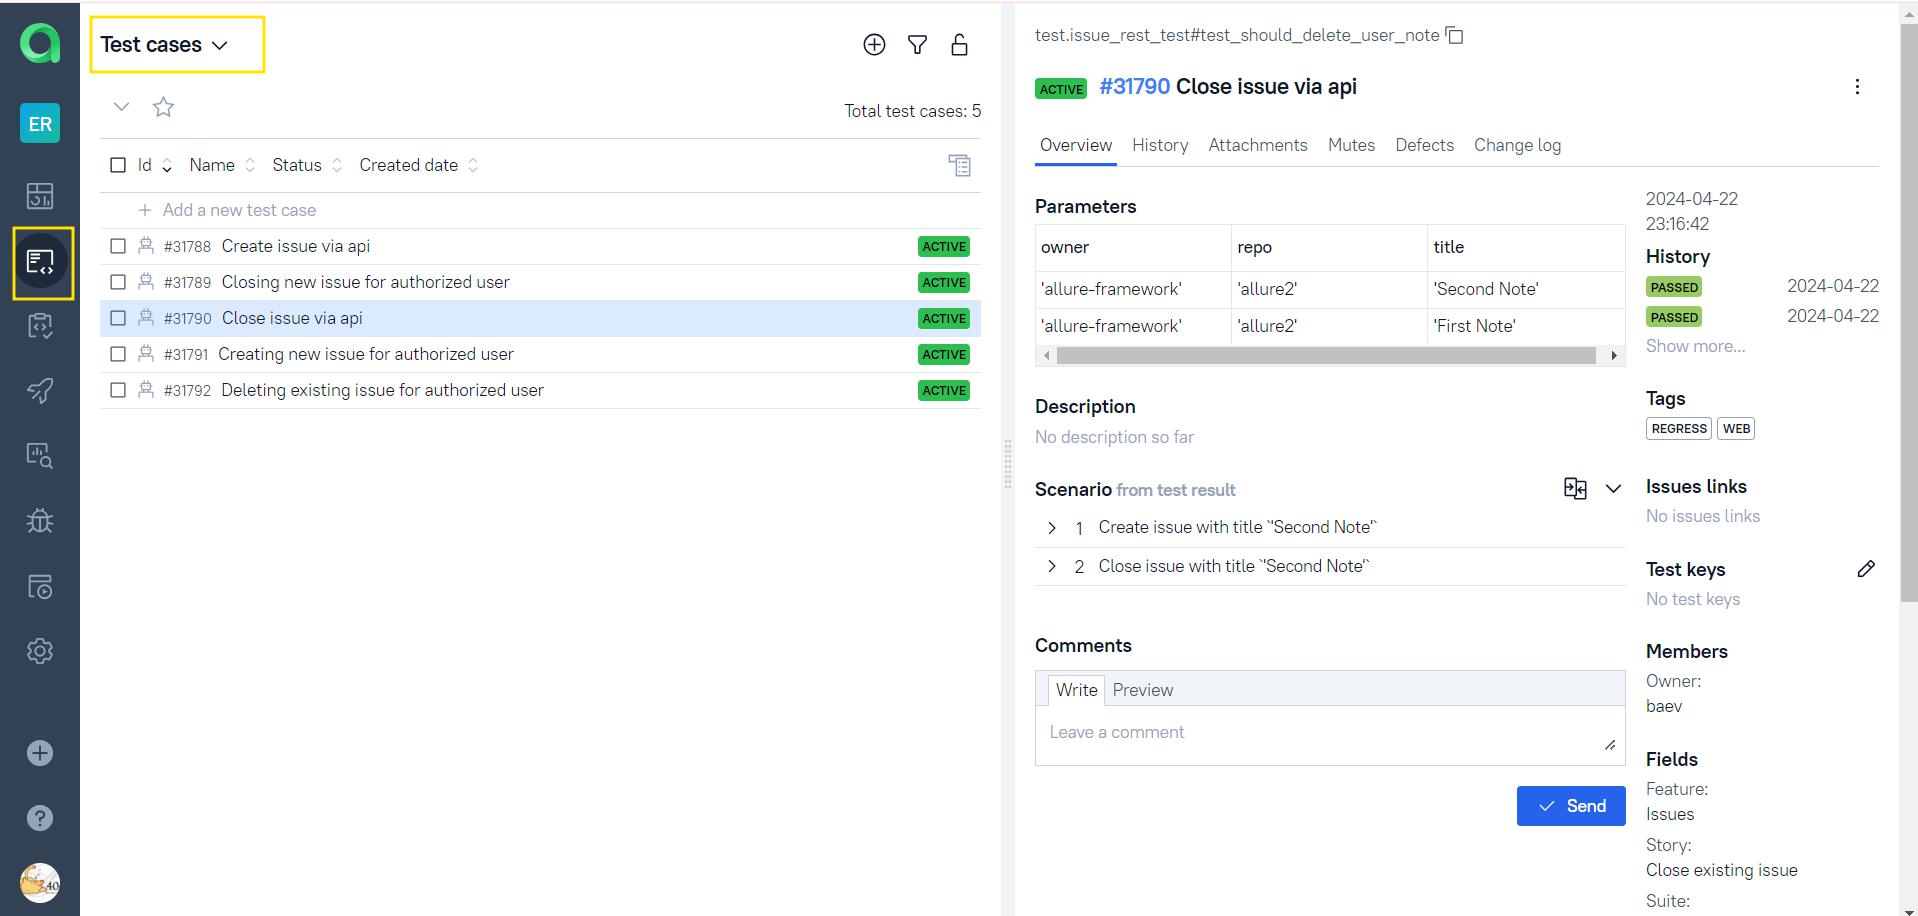 ER
Test cases
Total test cases: 5
Id Name Status Created date
Add a new test case
#31788 Create issue via api ACTIVE
#31789 Closing new issue for authorized user ACTIVE
#31790 Close issue via api ACTIVE
#31791 Creating new issue for authorized user ACTIVE
#31792 Deleting existing issue for authorized user ACTIVE
test.issue_rest_test#test_should_delete_user_note
ACTIVE #31790 Close issue via api
Overview History Attachments Mutes Defects Change log
Parameters
owner repo title
'allure-framework' 'allure2' 'Second Note'
'allure-framework' 'allure2' 'First Note'
Description
No description so far
Scenario from test result
1 Create issue with title `'Second Note'`
2 Close issue with title `'Second Note'`
Comments
Write Preview
Leave a comment
Send
2024-04-22
23:16:42
History
PASSED 2024-04-22
PASSED 2024-04-22
Show more...
Tags
REGRESS WEB
Issues links
No issues links
Test keys
No test keys
Members
Owner:
baev
Fields
Feature:
Issues
Story:
Close existing issue
Suite:
40